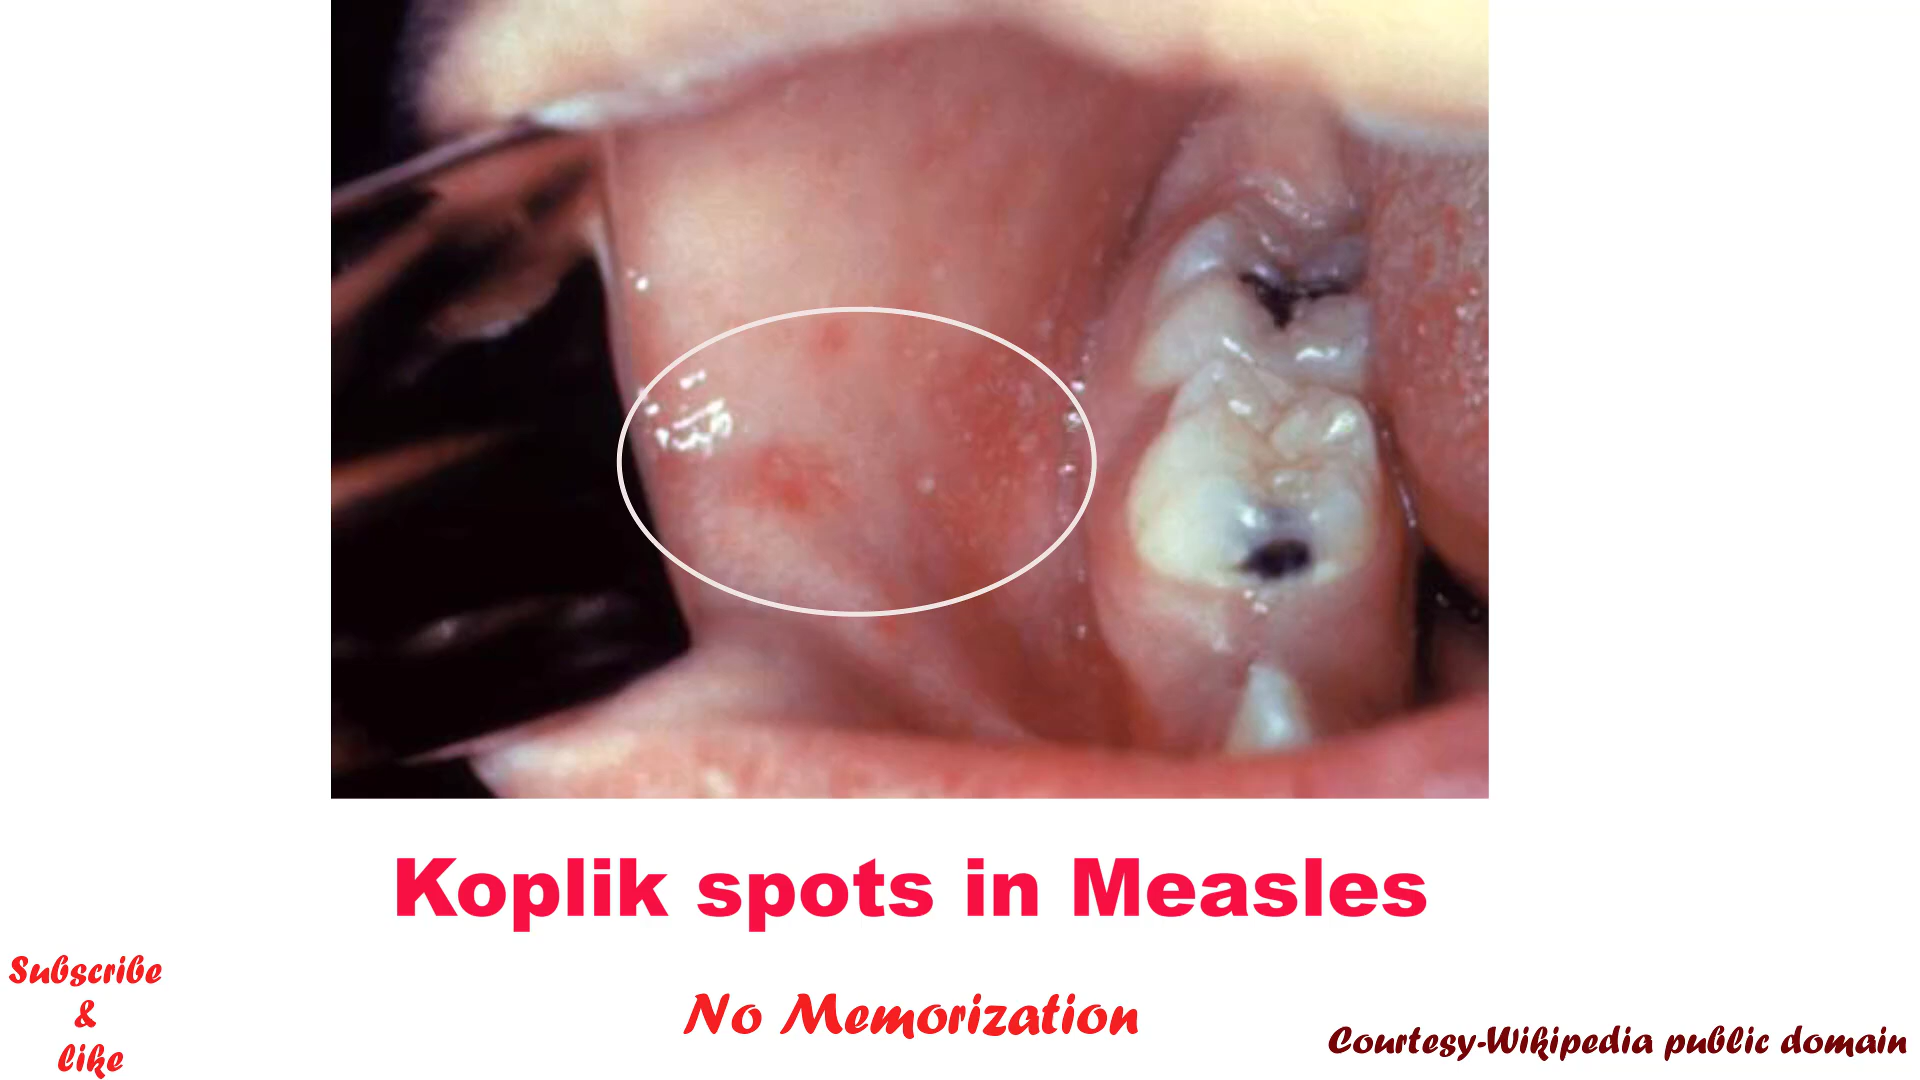 Koplik spots in Measles
Subscribe
&
like
No Memorization
Courtesy-Wikipedia public domain